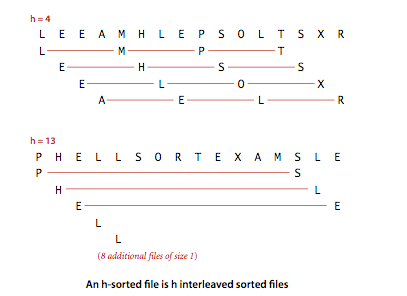 h = 4
L E E A M H L E P S O L T S X R
L M P T
E H S S
E L O X
A E L R
h = 13
P H E L L S O R T E X A M S L E
P S
H L
E E
L
L
(8 additional files of size 1)
An h-sorted file is h interleaved sorted files